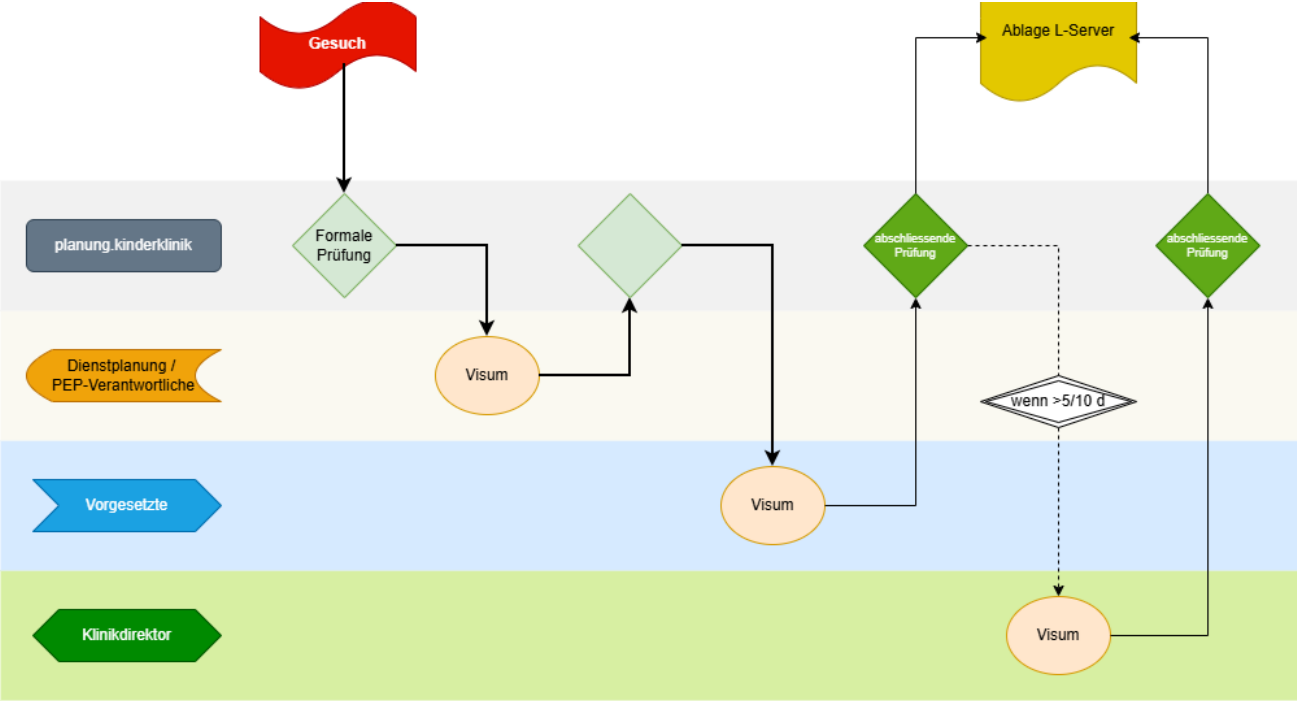 Gesuch
Ablage L-Server
planung.kinderklinik
Formale
Prüfung
abschliessende
Prüfung
abschliessende
Prüfung
Dienstplanung /
PEP-Verantwortliche
Visum
wenn >5/10 d
Vorgesetzte
Visum
Klinikdirektor
Visum